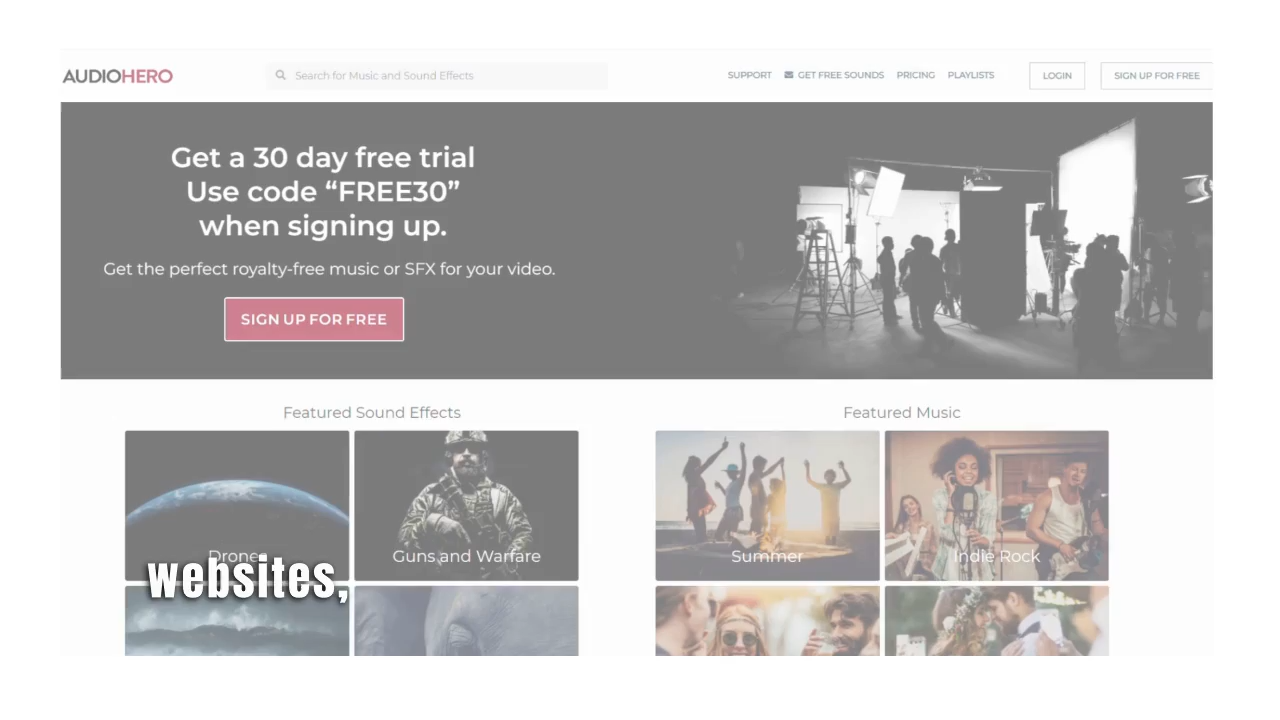 AUDIOHERO
Search for Music and Sound Effects
SUPPORT
GET FREE SOUNDS
PRICING
PLAYLISTS
LOGIN
SIGN UP FOR FREE
Get a 30 day free trial
Use code “FREE30”
when signing up.
Get the perfect royalty-free music or SFX for your video.
SIGN UP FOR FREE
Featured Sound Effects
Featured Music
Drones
Guns and Warfare
Summer
Indie Rock
websites,